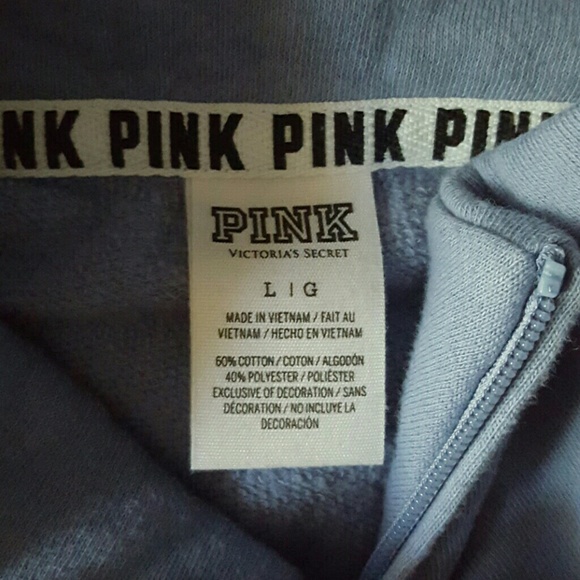 NK PINK PINK PIN
PINK
VICTORIA'S SECRET
L | G
MADE IN VIETNAM / FAIT AU
VIETNAM / HECHO EN VIETNAM
60% COTTON / COTON / ALGODÓN
40% POLYESTER / POLIÉSTER
EXCLUSIVE OF DECORATION / SANS
DÉCORATION / NO INCLUYE LA
DECORACIÓN